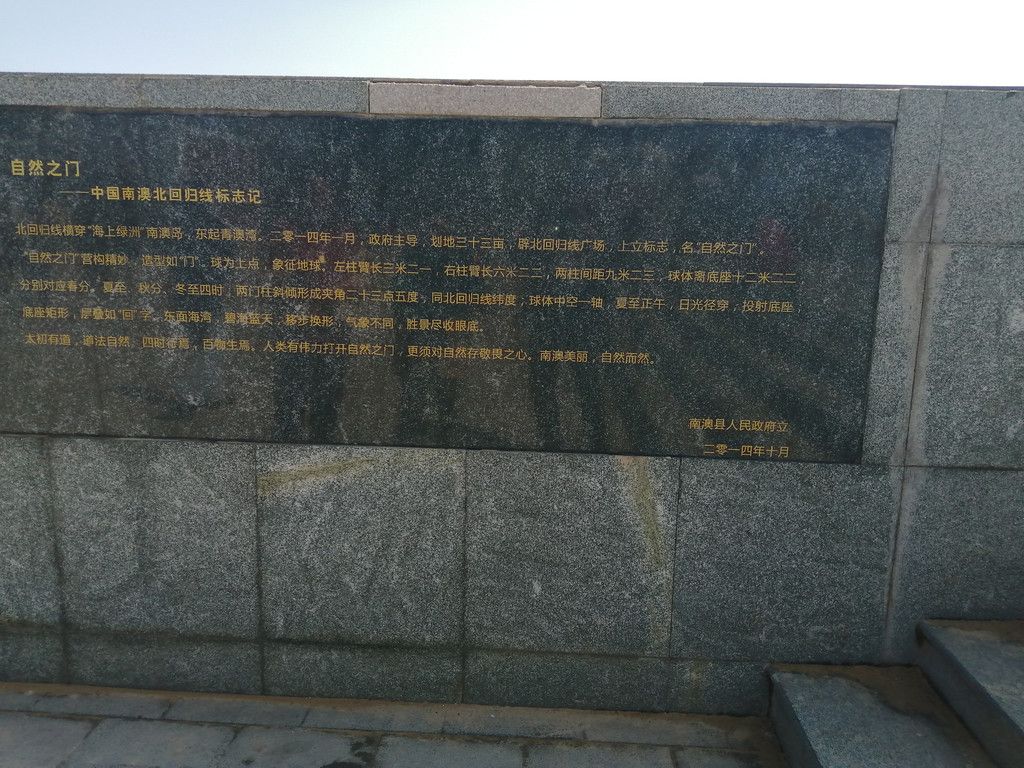 自然之门
——中国南澳北回归线标志记
北回归线横穿“海上绿洲”南澳岛，东起青澳湾。二零一四年一月，政府主导，划地三十三亩，辟北回归线广场，上立标志，名“自然之门”。
“自然之门”营构精妙，造型如“门”，球为上点，象征地球。左柱臂长三米二一，右柱臂长六米二二，两柱间距九米二三，球体离底座十二米二二
分别对应春分、夏至、秋分、冬至四时，两门柱斜倾形成夹角二十三点五度，同北回归线纬度；球体中空一轴，夏至正午，日光径穿，投射底座，
底座矩形，层叠如“回”字。东面海湾，碧海蓝天，移步换形，气象不同，胜景尽收眼底。
太初有道，道法自然，四时行焉，百物生焉。人类有伟力打开自然之门，更须对自然存敬畏之心。南澳美丽，自然而然。
南澳县人民政府立
二零一四年十月